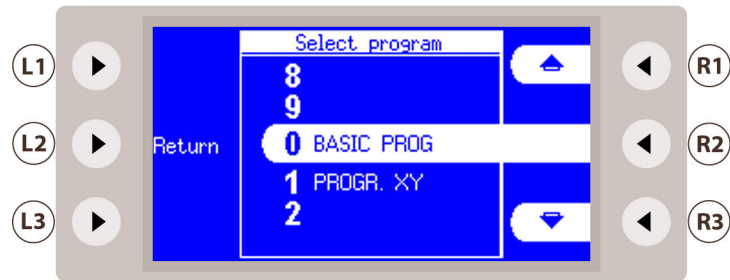 Select program
L1
R1
8
9
L2
Return
0 BASIC PROG
R2
1 PROGR. XY
L3
2
R3